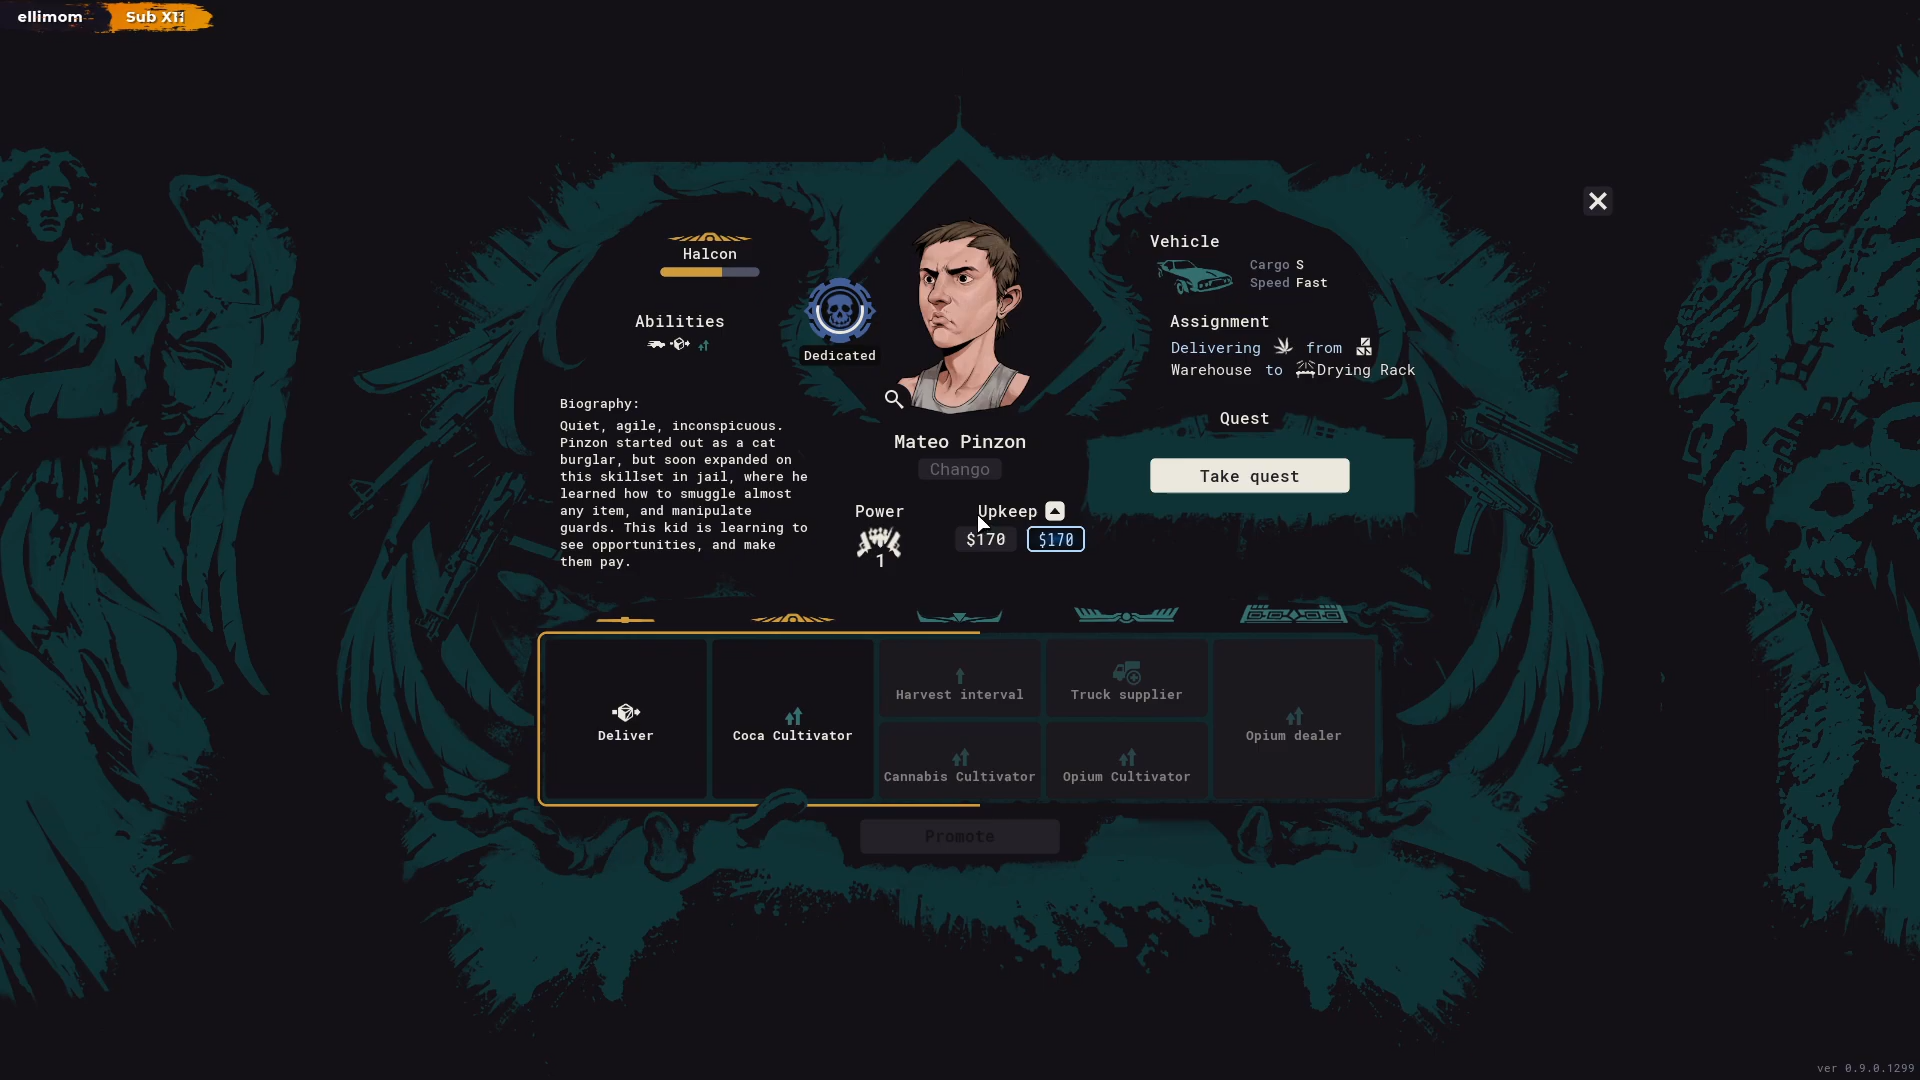 ellimom
Sub XIII
Halcon
Abilities
Dedicated
Vehicle
Cargo S
Speed Fast
Assignment
Delivering from
Warehouse to Drying Rack
Quest
Take quest
Biography:
Quiet, agile, inconspicuous.
Pinzon started out as a cat
burglar, but soon expanded on
this skillset in jail, where he
learned how to smuggle almost
any item, and manipulate
guards. This kid is learning to
see opportunities, and make
them pay.
Mateo Pinzon
Chango
Power
1
Upkeep
$170
$170
Deliver
Coca Cultivator
Harvest interval
Cannabis Cultivator
Truck supplier
Opium Cultivator
Opium dealer
Promote
ver 0.9.0.1299